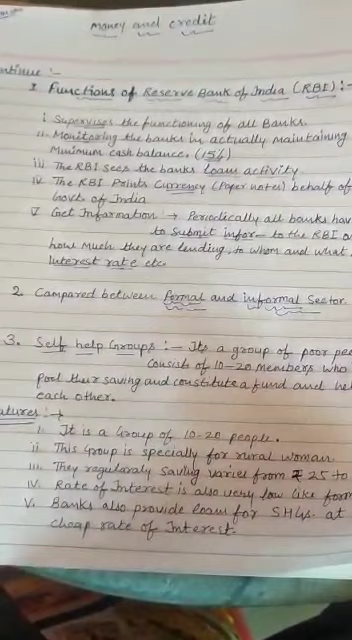 money and credit
ontinue :-
1. Functions of Reserve Bank of India (RBI) :-
i. Supervises the functioning of all Banks.
ii. Monitoring the banks in actually maintaining
Minimum cash balance. (15%)
iii The RBI sees the banks loans activity.
iv. The RBI Prints Currency (Paper notes) behalf of
Govt. of India
V Get Information → Periodically all banks hav
to submit infor- to the RBI o
how much they are lending, to whom and what
Interest rate etc.
2. Compared between formal and informal Sector.
3. Self help Groups :- Its a group of poor peo
Consists of 10-20 members who
pool their saving and constitute a fund and he
each other.
atures :→
i. It is a Group of 10-20 people.
ii. This Group is specially for rural woman
iii. They regularaly saving varies from ₹ 25 to
iv. Rate of Interest is also very low like form
V. Banks also provide loans for SHGs. at
cheap rate of Interest.